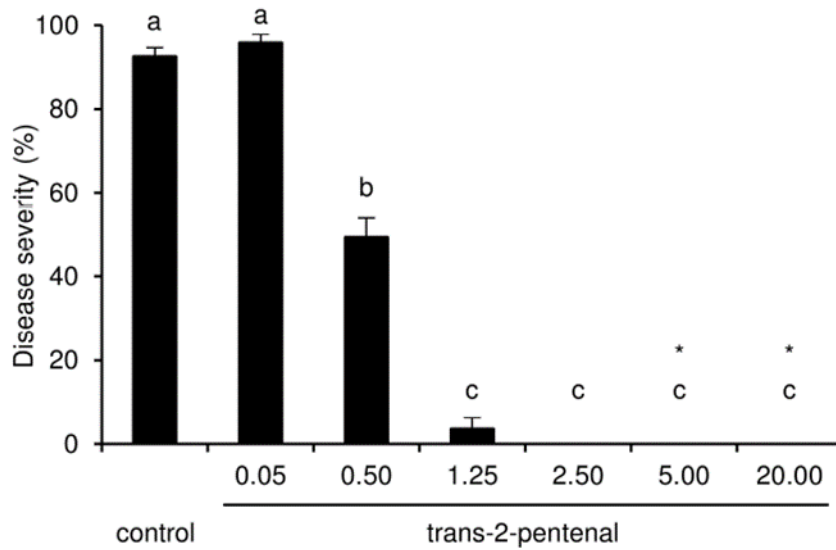 100
a
a
80
60
b
40
20
*
*
c
c
c
c
0
Disease severity (%)
0.05 0.50 1.25 2.50 5.00 20.00
control trans-2-pentenal